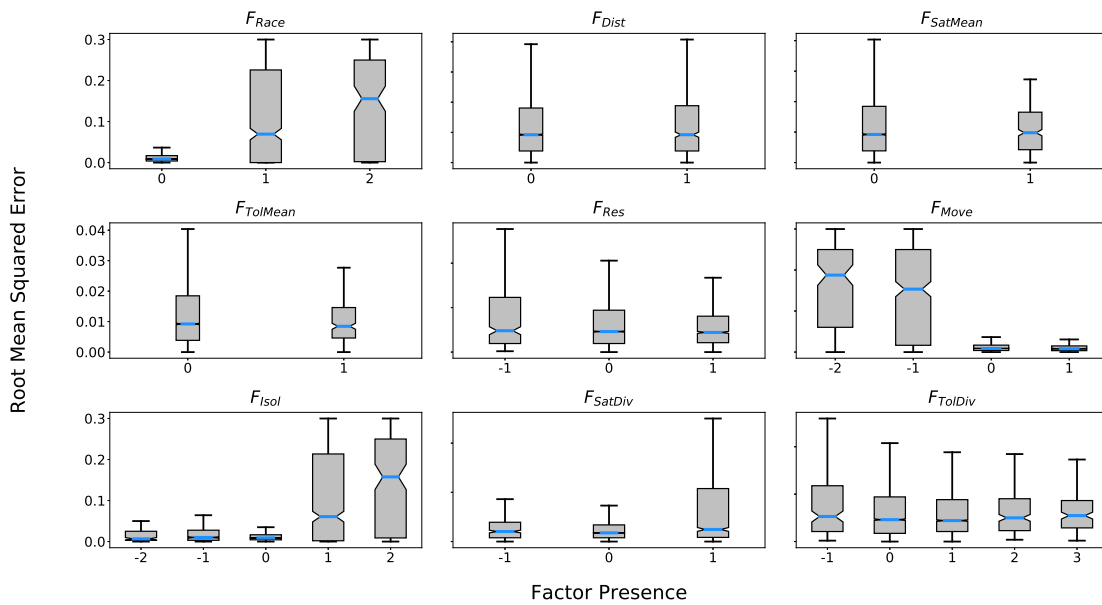 F_Race
F_Dist
F_SatMean
0.3
0.2
0.1
0.0
0 1 2
0 1
0 1
Root Mean Squared Error
F_TolMean
F_Res
F_Move
0.04
0.03
0.02
0.01
0.00
0 1
-1 0 1
-2 -1 0 1
F_Isol
F_SatDiv
F_TolDiv
0.3
0.2
0.1
0.0
-2 -1 0 1 2
-1 0 1
-1 0 1 2 3
Factor Presence